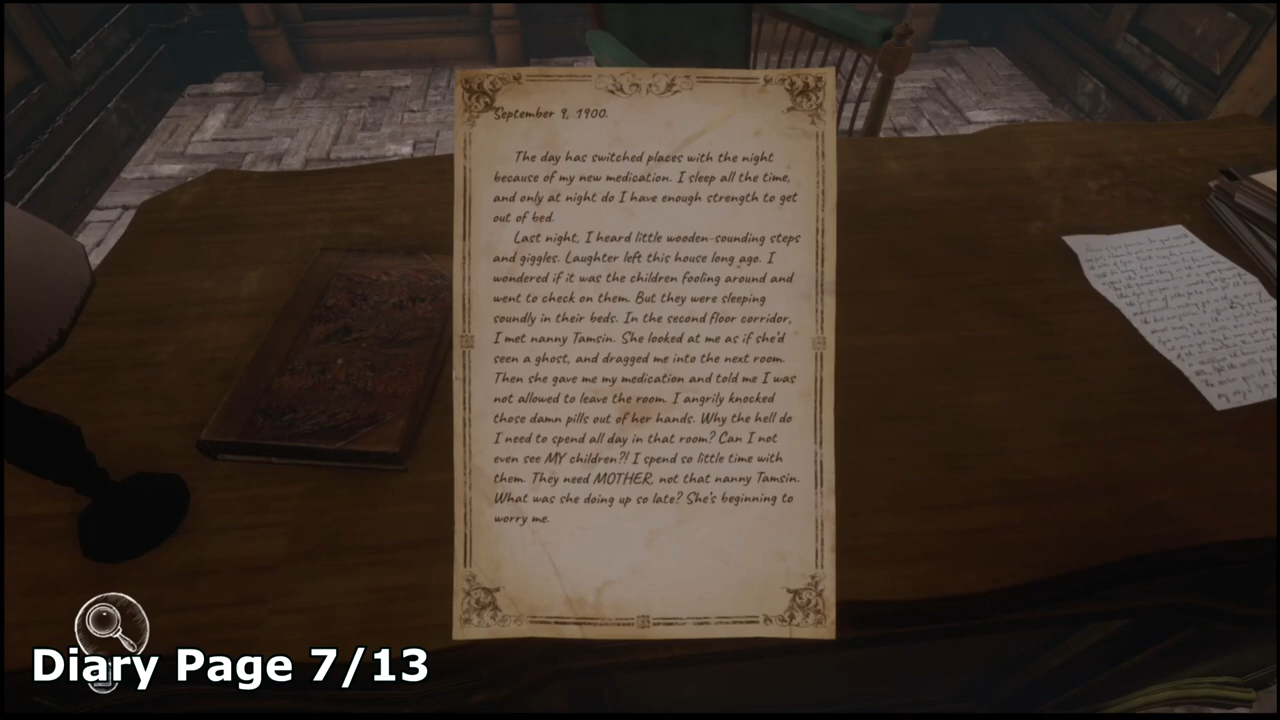 September 9, 1900.
The day has switched places with the night
because of my new medication. I sleep all the time,
and only at night do I have enough strength to get
out of bed.
Last night, I heard little wooden-sounding steps
and giggles. Laughter left this house long ago. I
wondered if it was the children fooling around and
went to check on them. But they were sleeping
soundly in their beds. In the second floor corridor,
I met nanny Tamsin. She looked at me as if she'd
seen a ghost, and dragged me into the next room.
Then she gave me my medication and told me I was
not allowed to leave the room. I angrily knocked
those damn pills out of her hands. Why the hell do
I need to spend all day in that room? Can I not
even see MY children?! I spend so little time with
them. They need MOTHER, not that nanny Tamsin.
What was she doing up so late? She's beginning to
worry me.
Diary Page 7/13